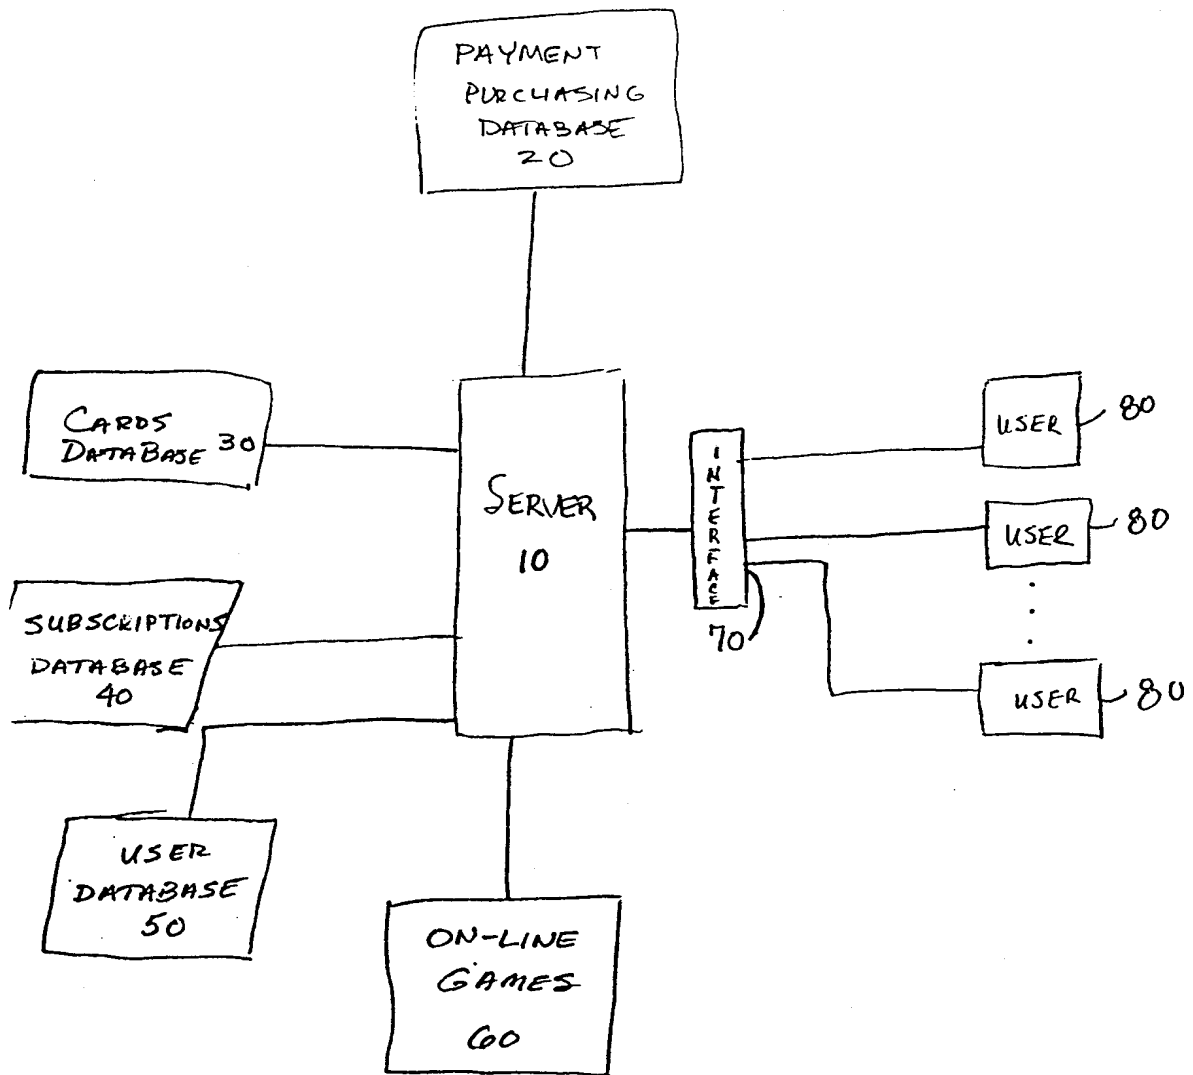 PAYMENT
PURCHASING
DATABASE
20
CARDS
DATABASE 30
SERVER
10
INTERFACE
70
USER
80
USER
80
USER
80
SUBSCRIPTIONS
DATABASE
40
USER
DATABASE
50
ON-LINE
GAMES
60